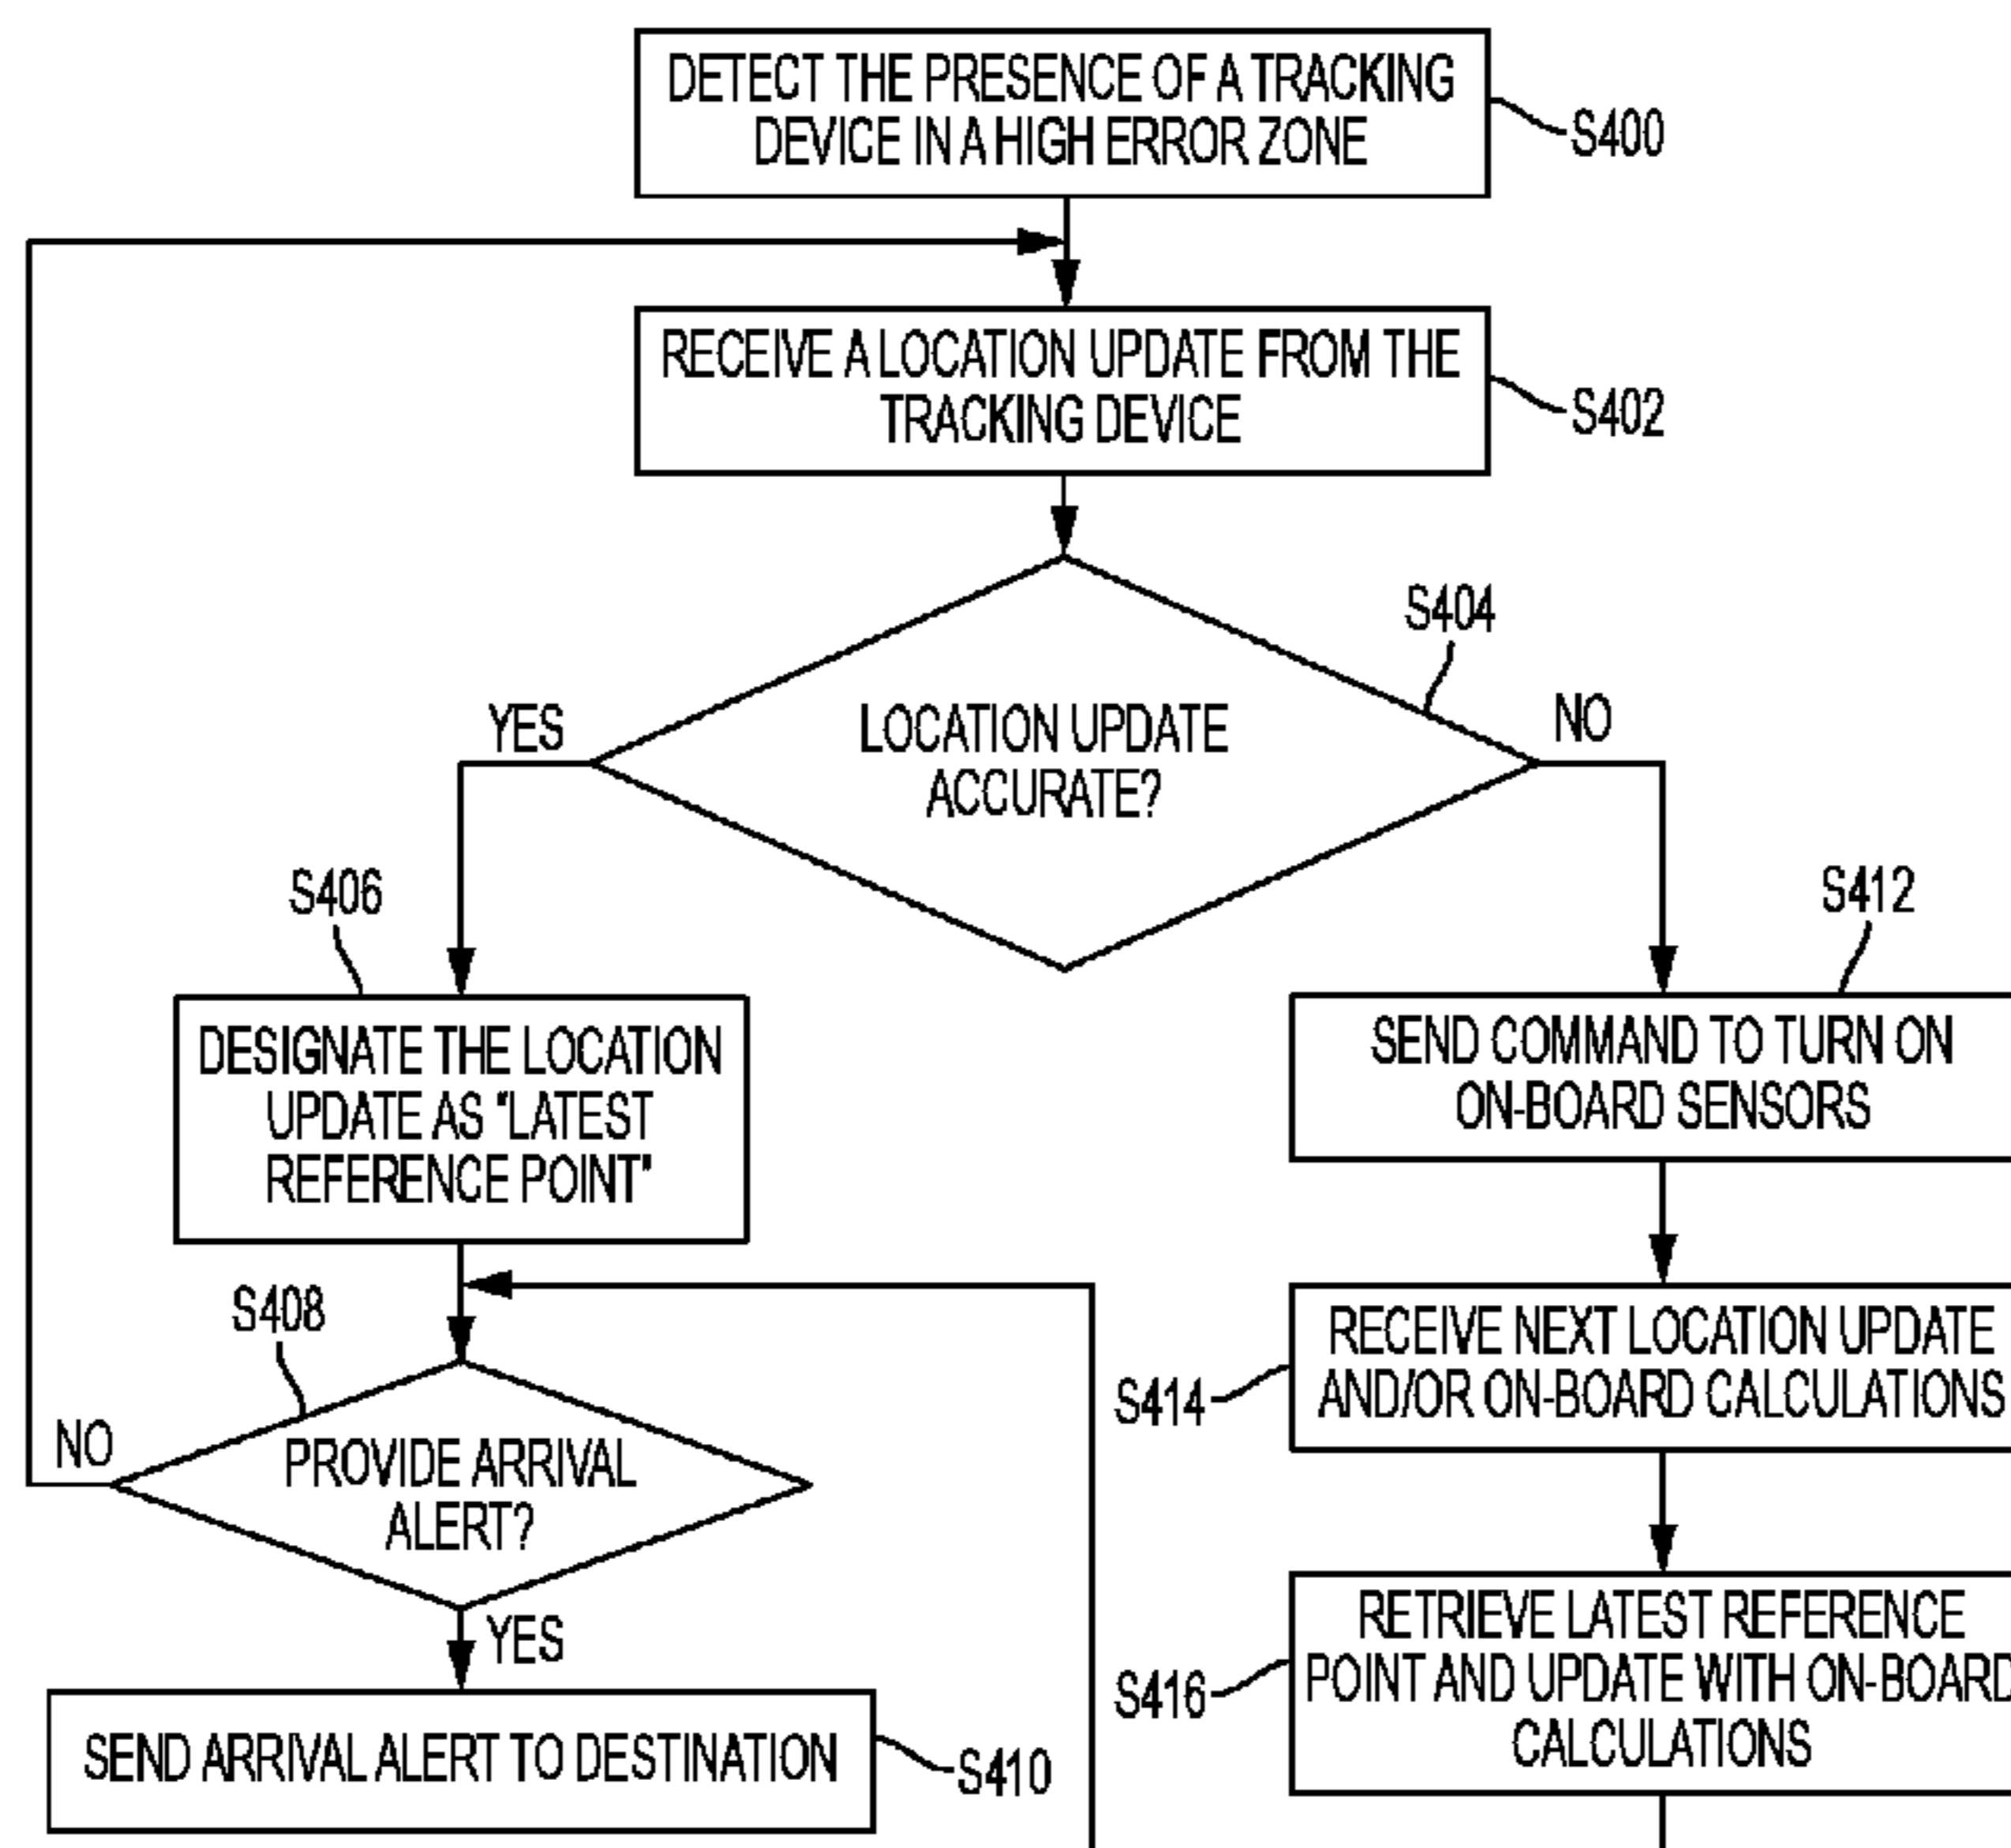 DETECT THE PRESENCE OF A TRACKING
DEVICE IN A HIGH ERROR ZONE
S400
RECEIVE A LOCATION UPDATE FROM THE
TRACKING DEVICE
S402
S404
YES
LOCATION UPDATE
ACCURATE?
NO
S406
S412
DESIGNATE THE LOCATION
UPDATE AS "LATEST
REFERENCE POINT"
SEND COMMAND TO TURN ON
ON-BOARD SENSORS
S408
RECEIVE NEXT LOCATION UPDATE
AND/OR ON-BOARD CALCULATIONS
S414
NO
PROVIDE ARRIVAL
ALERT?
YES
RETRIEVE LATEST REFERENCE
POINT AND UPDATE WITH ON-BOARD
CALCULATIONS
S416
SEND ARRIVAL ALERT TO DESTINATION
S410